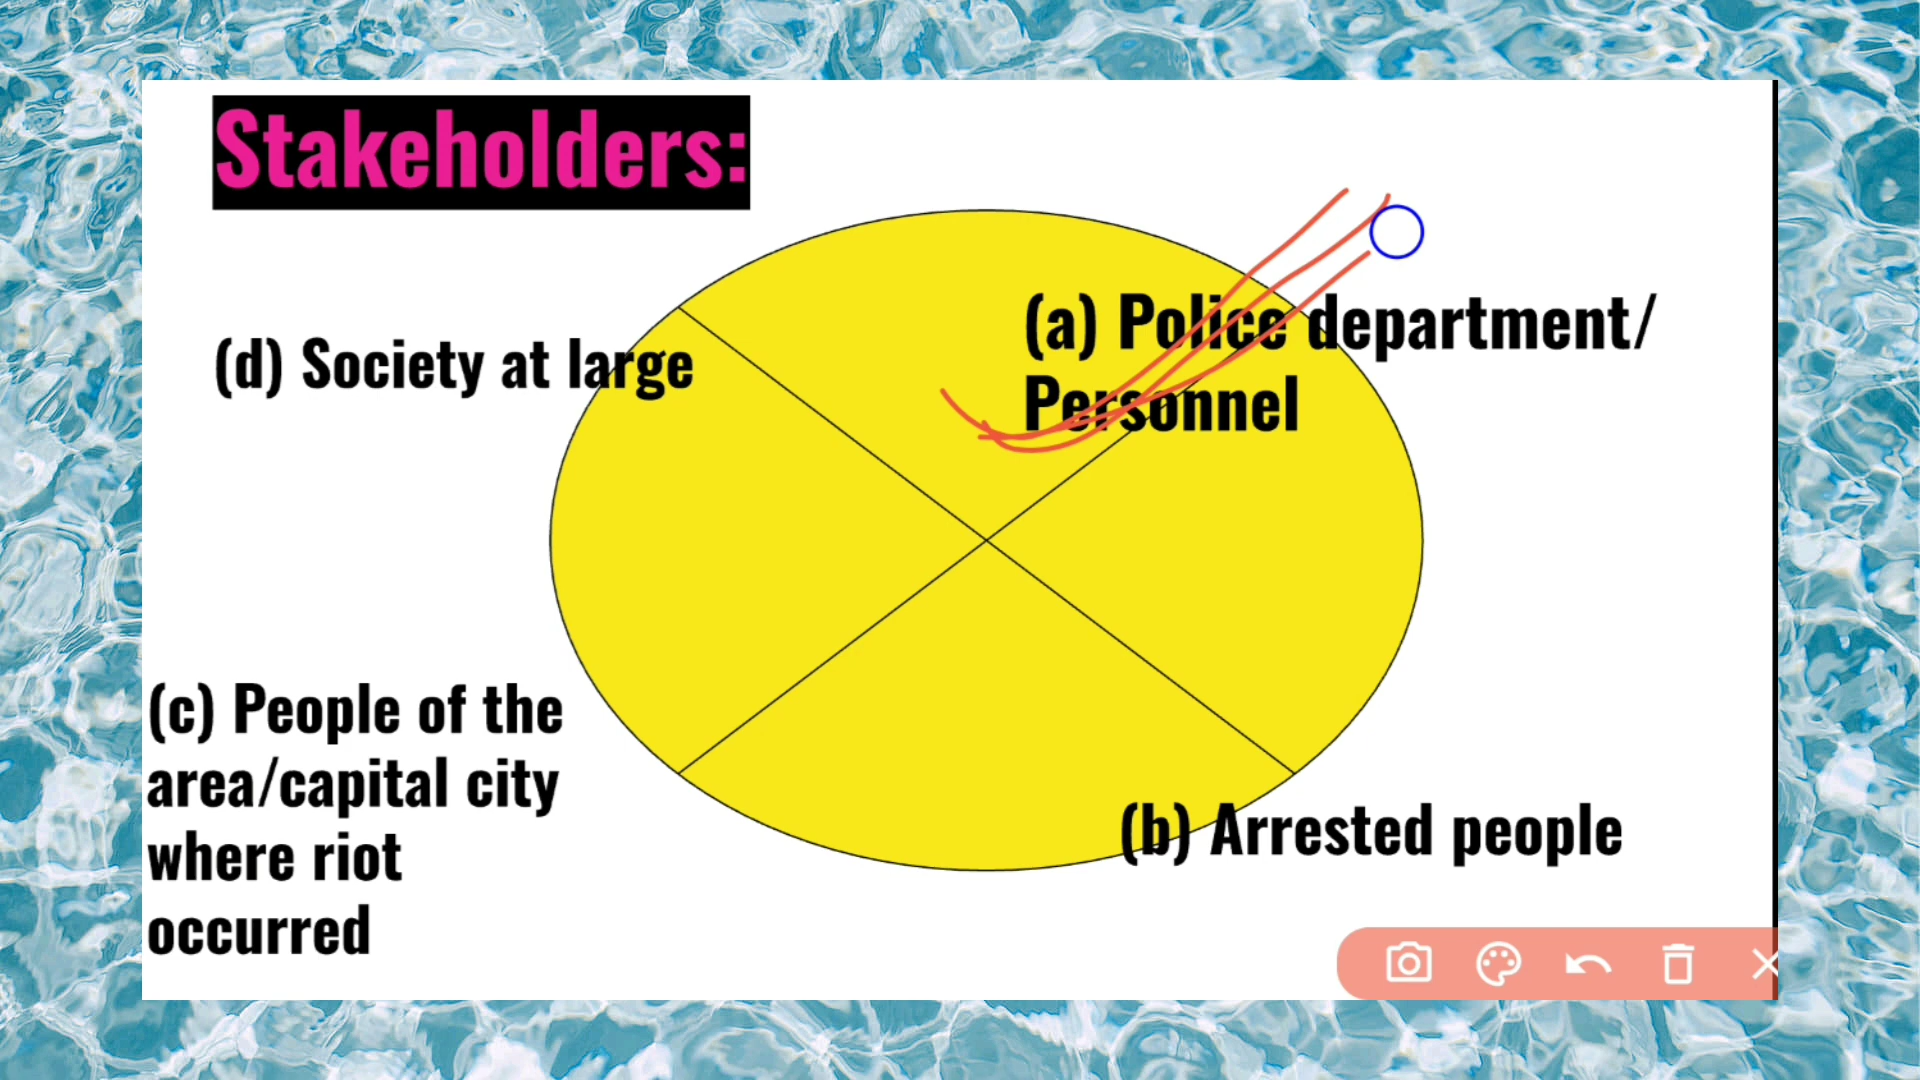 Stakeholders:
(a) Police department/
Personnel
(d) Society at large
(c) People of the
area/capital city
where riot
occurred
(b) Arrested people